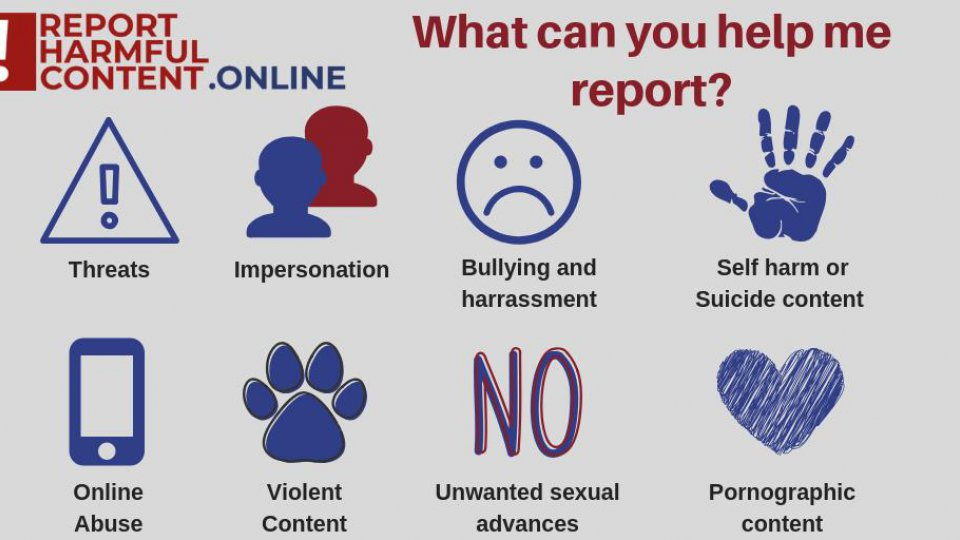 REPORT
HARMFUL
CONTENT.ONLINE
What can you help me
report?
Threats
Impersonation
Bullying and
harrassment
Self harm or
Suicide content
NO
Online
Abuse
Violent
Content
Unwanted sexual
advances
Pornographic
content